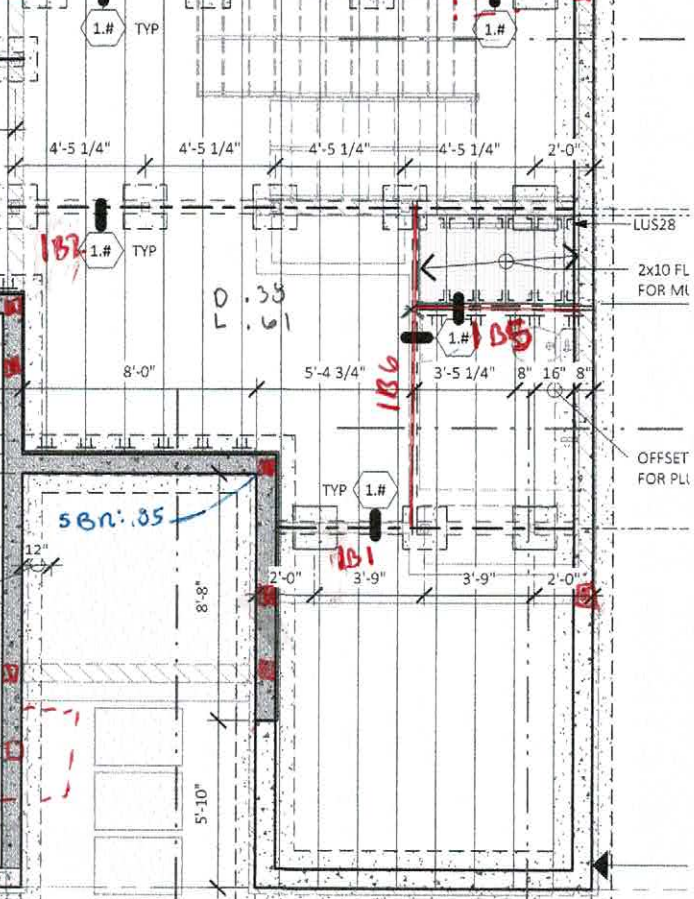 1.# TYP 1.#
4'-5 1/4" 4'-5 1/4" 4'-5 1/4" 4'-5 1/4" 2'-0"
LUS28
1B2 1.# TYP
2x10 FL
FOR MU
D .38
L .61
1.# 1B5
8'-0" 5'-4 3/4" 1B6 3'-5 1/4" 8" 16" 8"
OFFSET
FOR PLU
TYP 1.#
.85
12" 1B1
2'-0" 3'-9" 3'-9" 2'-0"
8'-8"
5'-10"